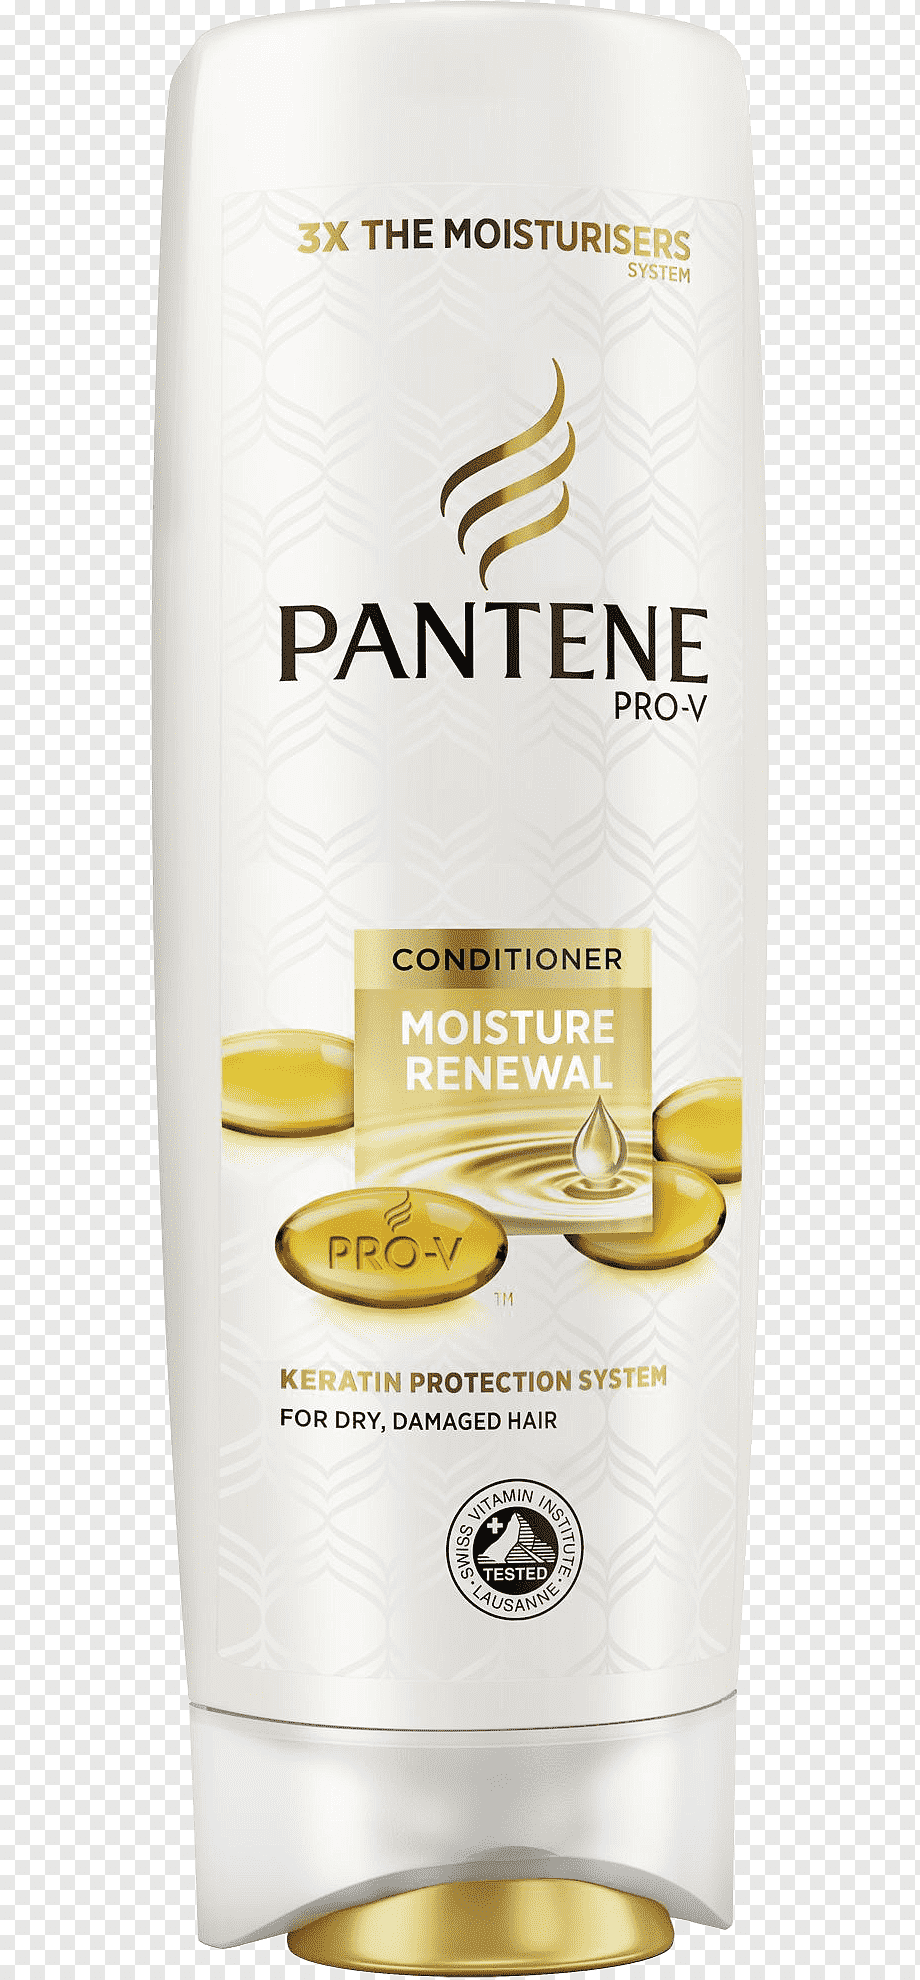 3X THE MOISTURISERS
SYSTEM
PANTENE
PRO-V
CONDITIONER
MOISTURE
RENEWAL
PRO-V
TM
KERATIN PROTECTION SYSTEM
FOR DRY, DAMAGED HAIR
SWISS VITAMIN INSTITUTE
TESTED
· LAUSANNE ·